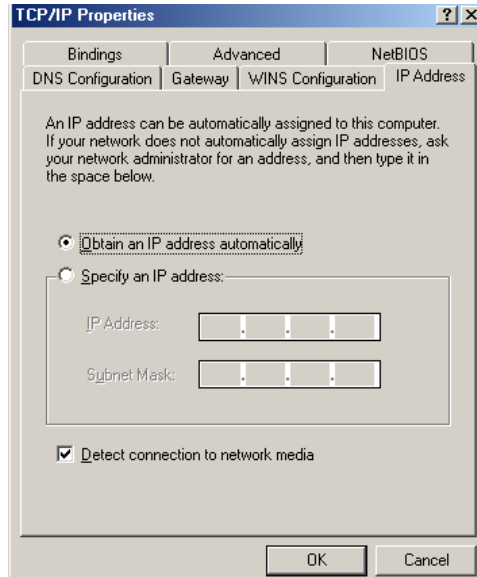 TCP/IP Properties
? X
Bindings Advanced NetBIOS
DNS Configuration Gateway WINS Configuration IP Address
An IP address can be automatically assigned to this computer.
If your network does not automatically assign IP addresses, ask
your network administrator for an address, and then type it in
the space below.
Obtain an IP address automatically
Specify an IP address:
IP Address:
. . .
Subnet Mask:
. . .
Detect connection to network media
OK Cancel